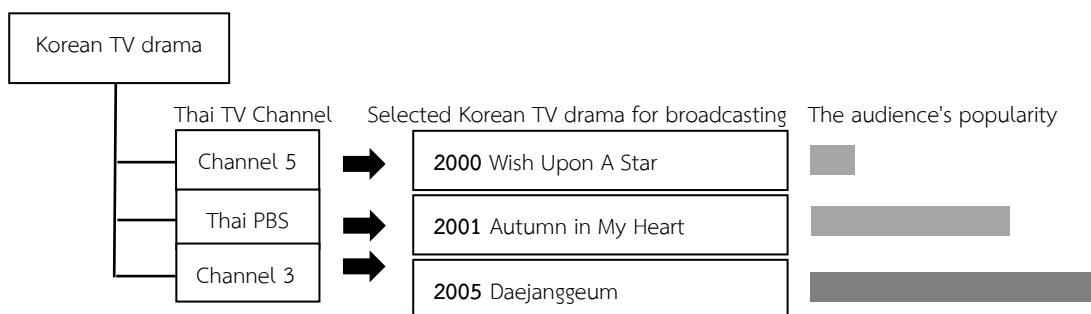 Korean TV drama
Thai TV Channel Selected Korean TV drama for broadcasting The audience's popularity
Channel 5 2000 Wish Upon A Star
Thai PBS 2001 Autumn in My Heart
Channel 3
2005 Daejanggeum